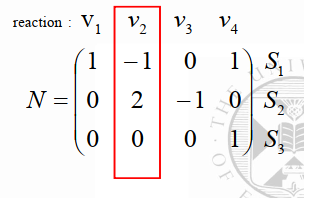 reaction : V₁ v₂ v₃ v₄
1 −1 0 1 S₁
N = 0 2 −1 0 S₂
0 0 0 1 S₃